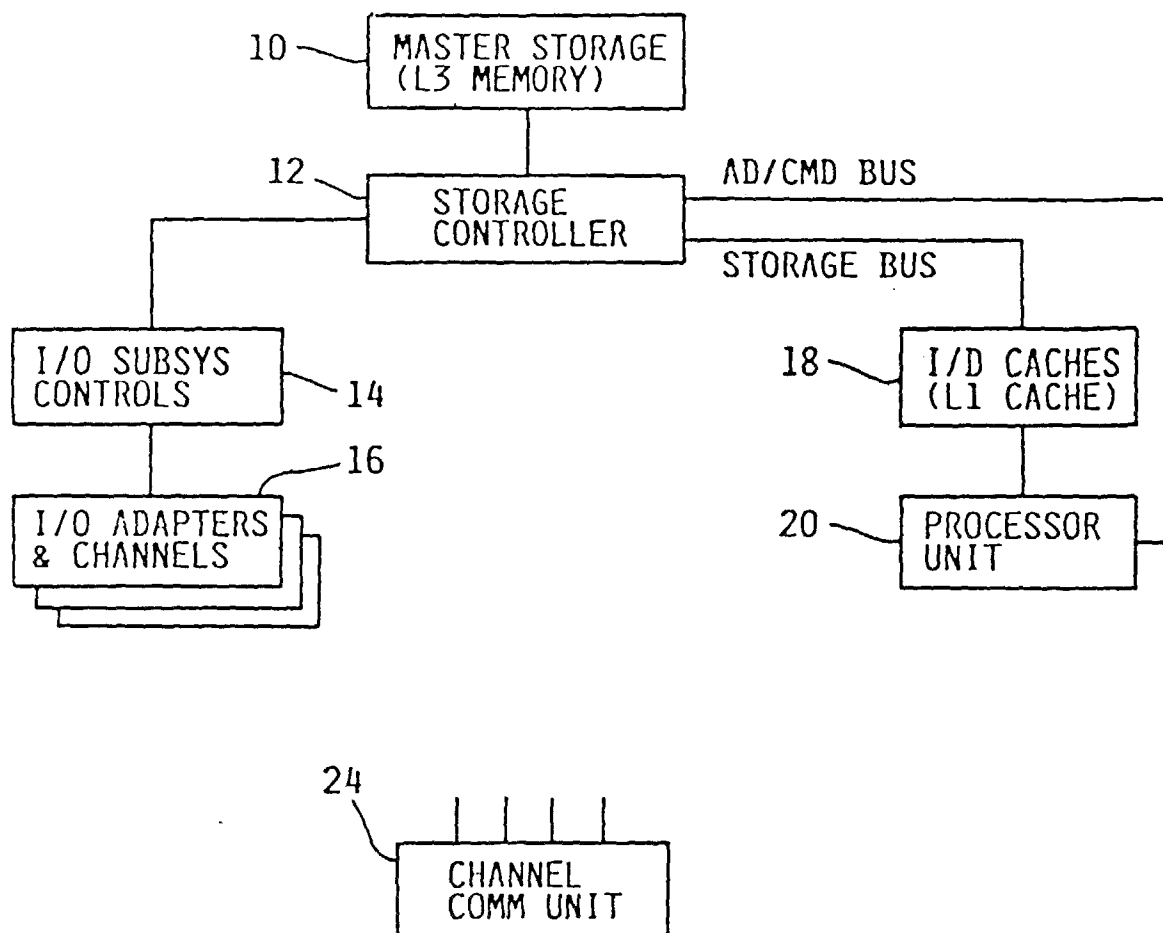 10
MASTER STORAGE
(L3 MEMORY)
12
STORAGE
CONTROLLER
AD/CMD BUS
STORAGE BUS
I/O SUBSYS
CONTROLS
14
18
I/D CACHES
(L1 CACHE)
16
I/O ADAPTERS
& CHANNELS
20
PROCESSOR
UNIT
24
CHANNEL
COMM UNIT